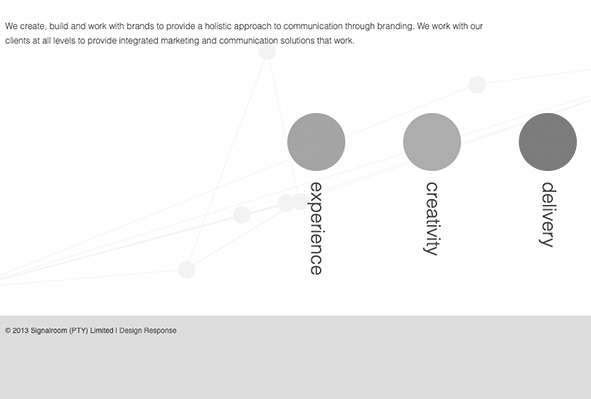 We create, build and work with brands to provide a holistic approach to communication through branding. We work with our
clients at all levels to provide integrated marketing and communication solutions that work.
experience
creativity
delivery
© 2013 Signalroom (PTY) Limited | Design Response